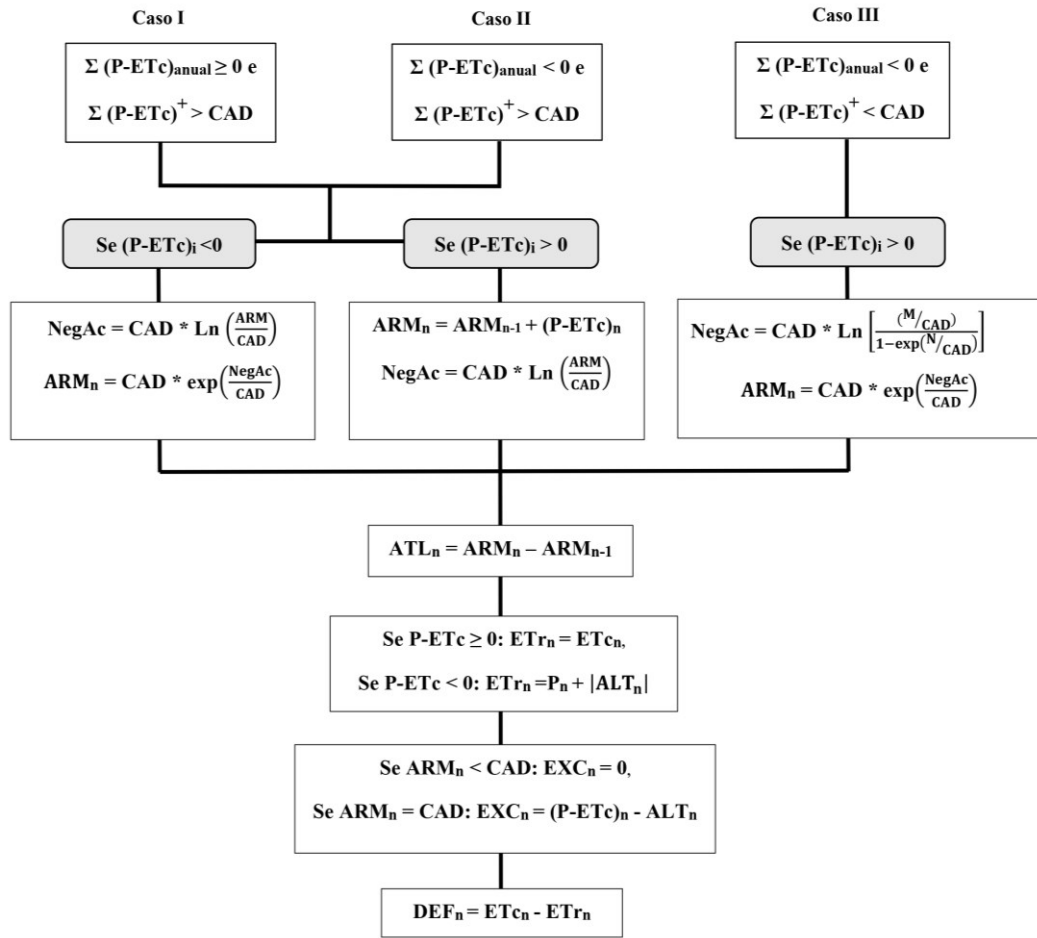 Caso I
Caso II
Caso III
Σ (P-ETc)anual ≥ 0 e
Σ (P-ETc)⁺ > CAD
Σ (P-ETc)anual < 0 e
Σ (P-ETc)⁺ > CAD
Σ (P-ETc)anual < 0 e
Σ (P-ETc)⁺ < CAD
Se (P-ETc)i <0
Se (P-ETc)i > 0
Se (P-ETc)i > 0
NegAc = CAD * Ln (ARM/CAD)
ARMn = CAD * exp(NegAc/CAD)
ARMn = ARMn-1 + (P-ETc)n
NegAc = CAD * Ln (ARM/CAD)
NegAc = CAD * Ln [(M/CAD)/1−exp(N/CAD)]
ARMn = CAD * exp(NegAc/CAD)
ATLn = ARMn – ARMn-1
Se P-ETc ≥ 0: ETrn = ETcn,
Se P-ETc < 0: ETrn =Pn + |ALTn|
Se ARMn < CAD: EXCn = 0,
Se ARMn = CAD: EXCn = (P-ETc)n - ALTn
DEFn = ETcn - ETrn